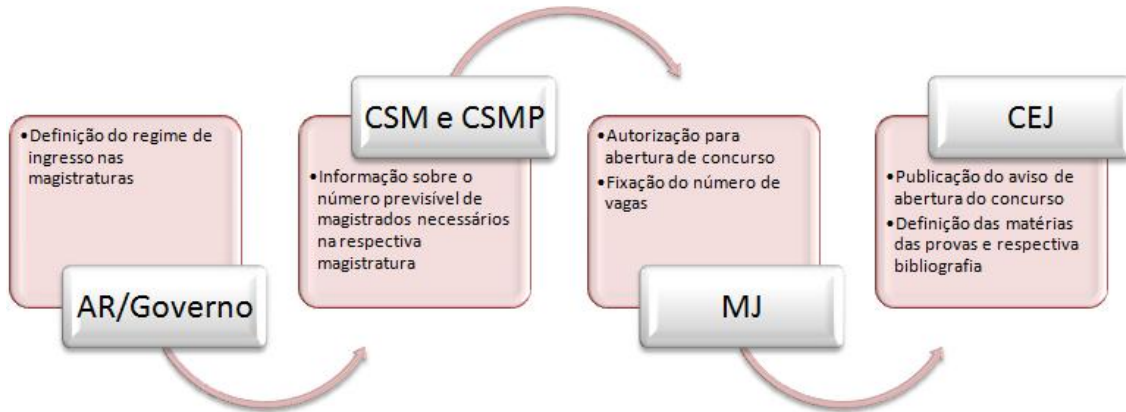 •Definição do regime de
ingresso nas
magistraturas
AR/Governo
CSM e CSMP
•Informação sobre o
número previsível de
magistrados necessários
na respectiva
magistratura
•Autorização para
abertura de concurso
•Fixação do número de
vagas
MJ
CEJ
•Publicação do aviso de
abertura do concurso
•Definição das matérias
das provas e respectiva
bibliografia